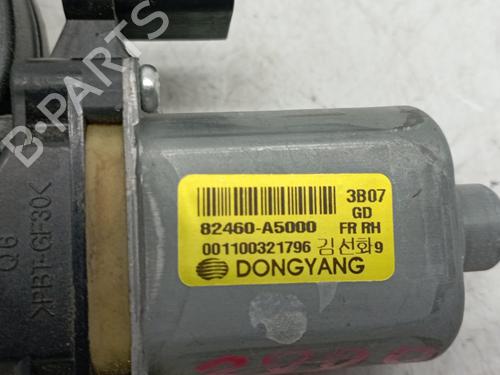 3B07
82460-A5000 GD
FR RH
001100321796 김선화9
DONGYANG
>PBT-GF30<
Q6
B-PARTS